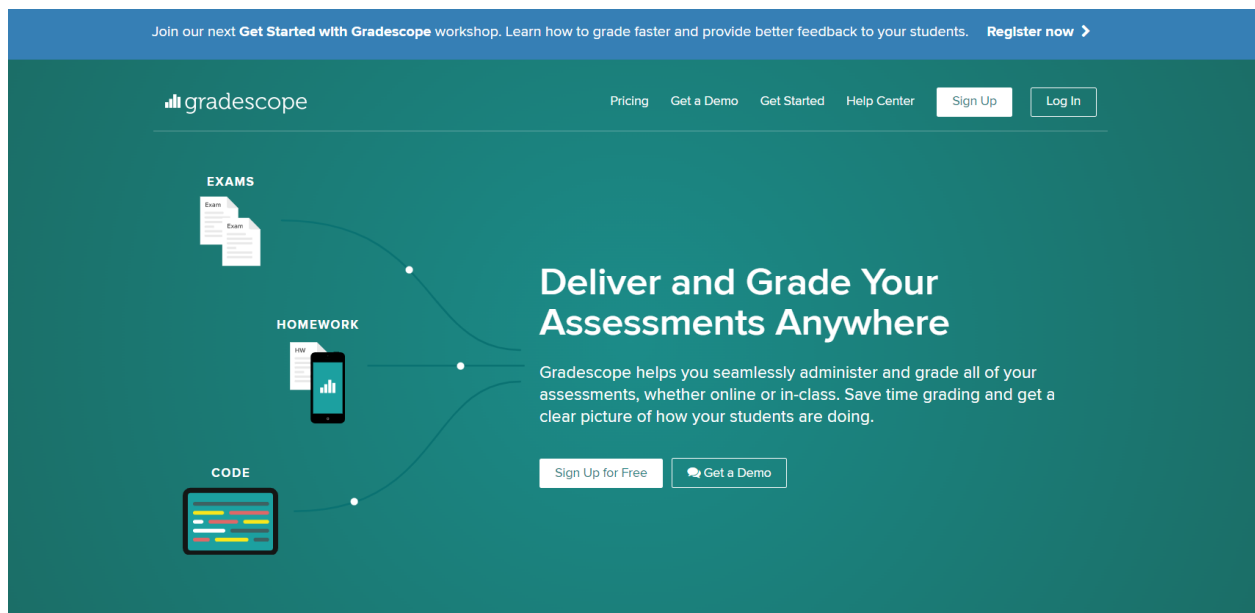 Join our next Get Started with Gradescope workshop. Learn how to grade faster and provide better feedback to your students. Register now
gradescope
Pricing Get a Demo Get Started Help Center Sign Up Log In
EXAMS
Exam
Exam
HOMEWORK
HW
CODE
Deliver and Grade Your
Assessments Anywhere
Gradescope helps you seamlessly administer and grade all of your
assessments, whether online or in-class. Save time grading and get a
clear picture of how your students are doing.
Sign Up for Free Get a Demo